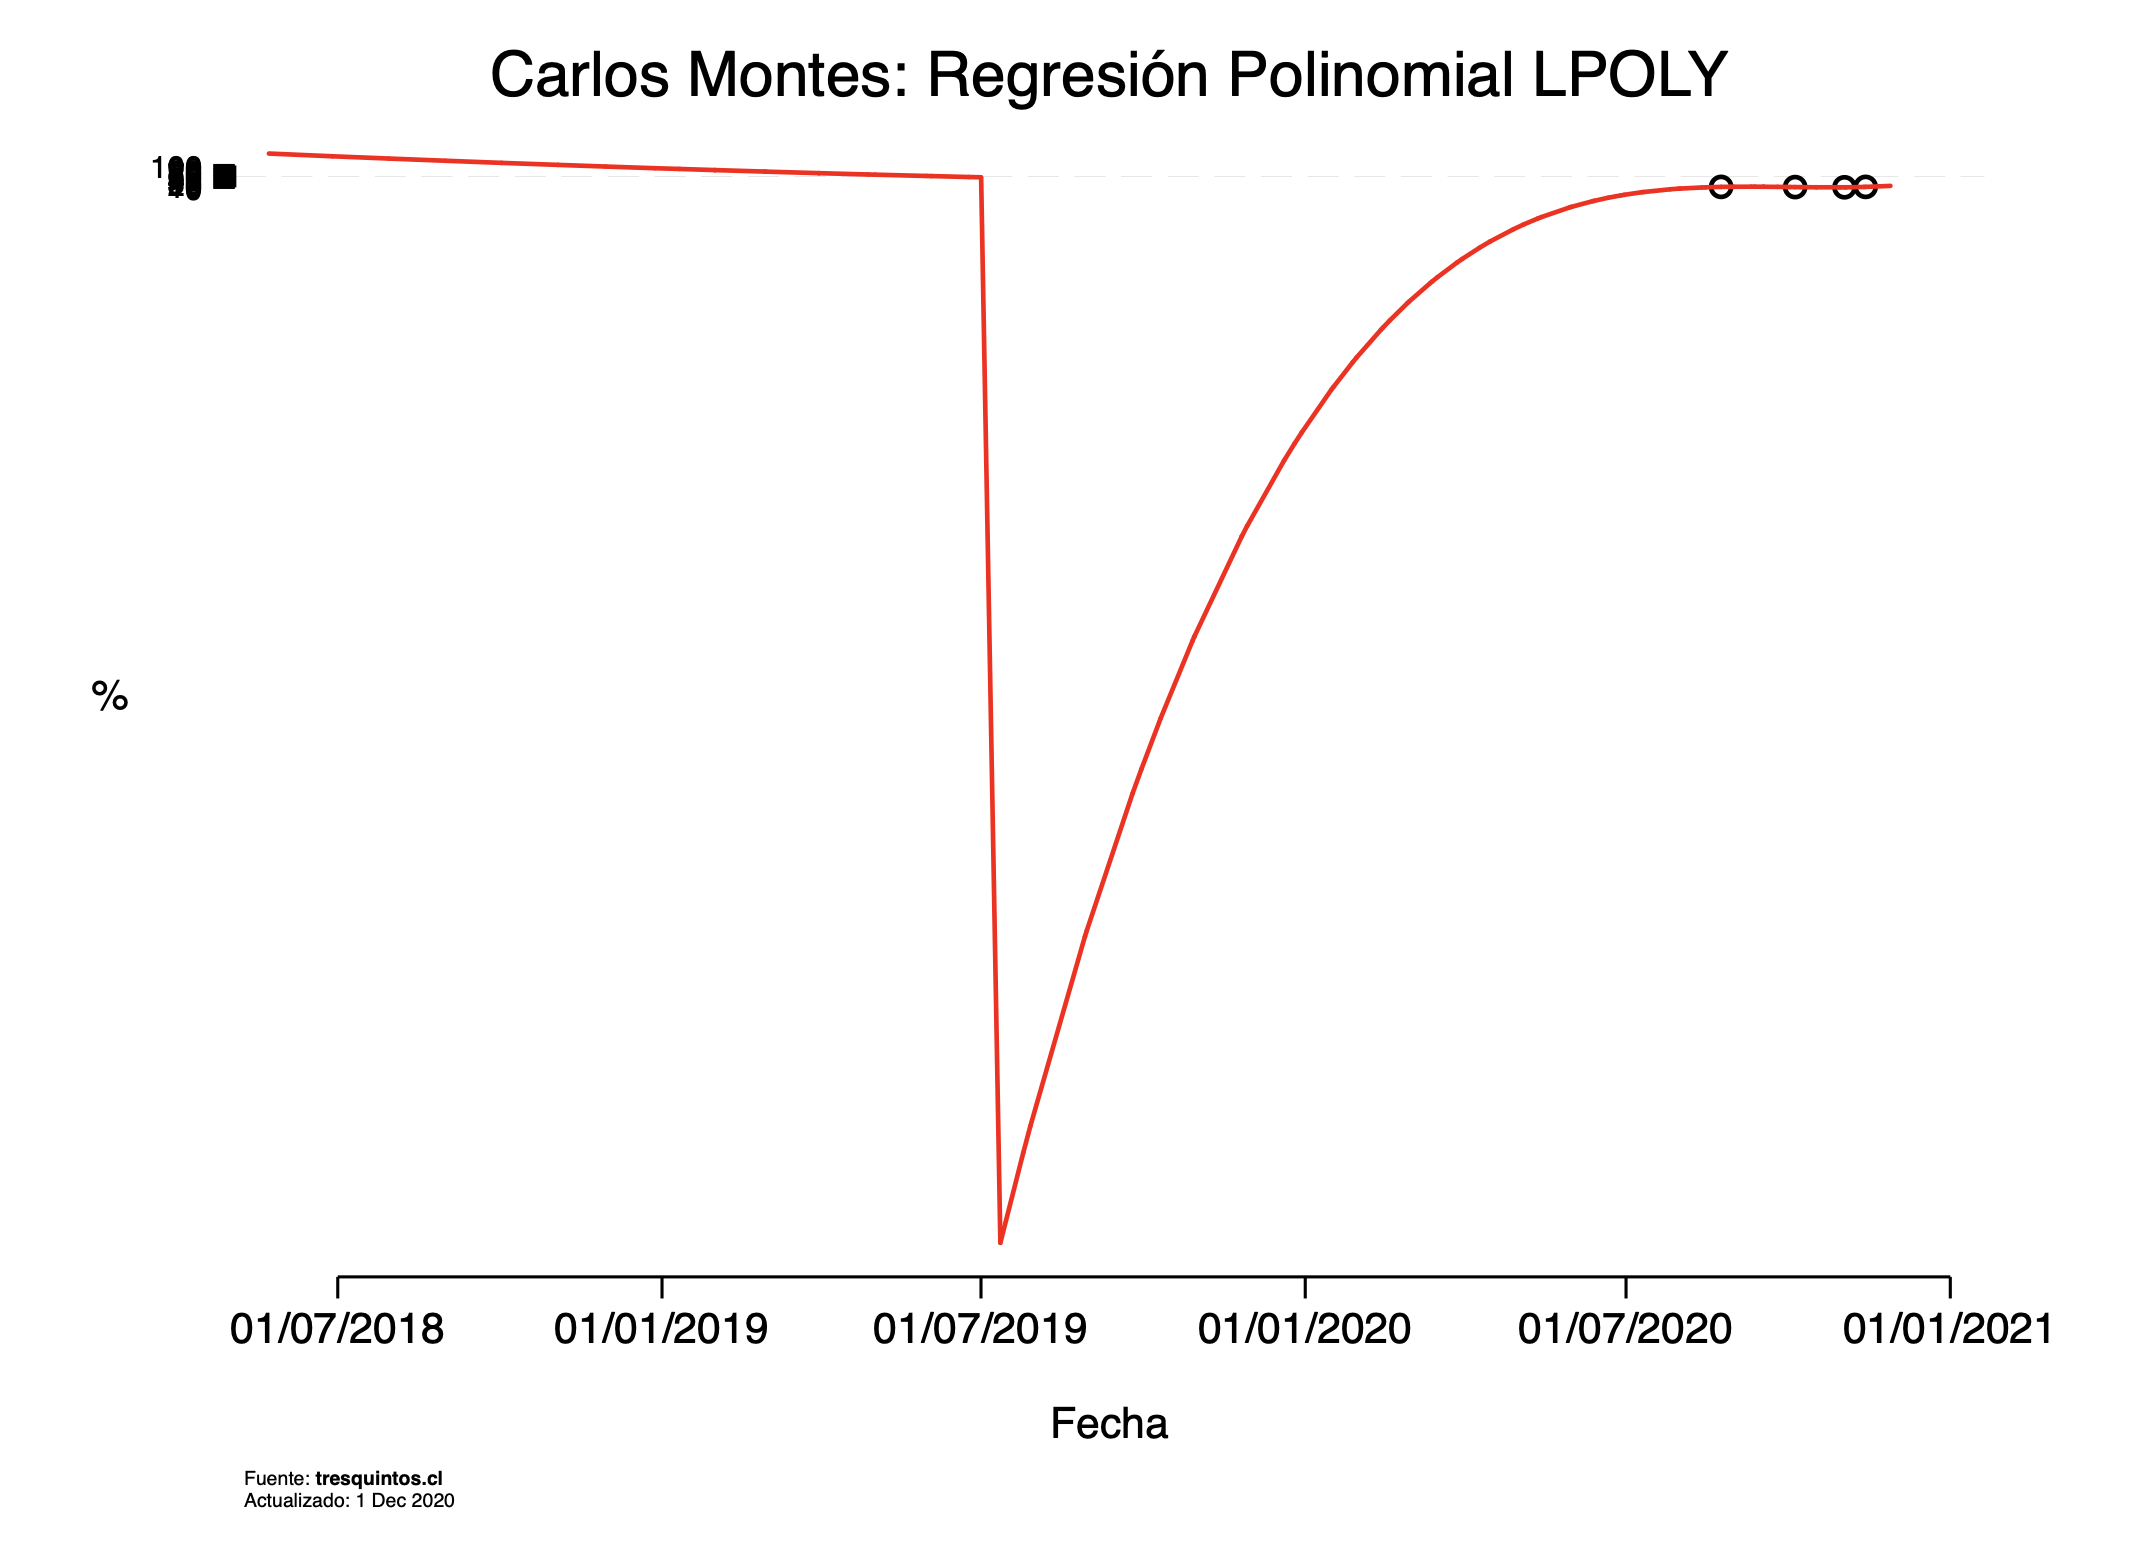 Carlos Montes: Regresión Polinomial LPOLY
%
01/07/2018 01/01/2019 01/07/2019 01/01/2020 01/07/2020 01/01/2021
Fecha
Fuente: tresquintos.cl
Actualizado: 1 Dec 2020